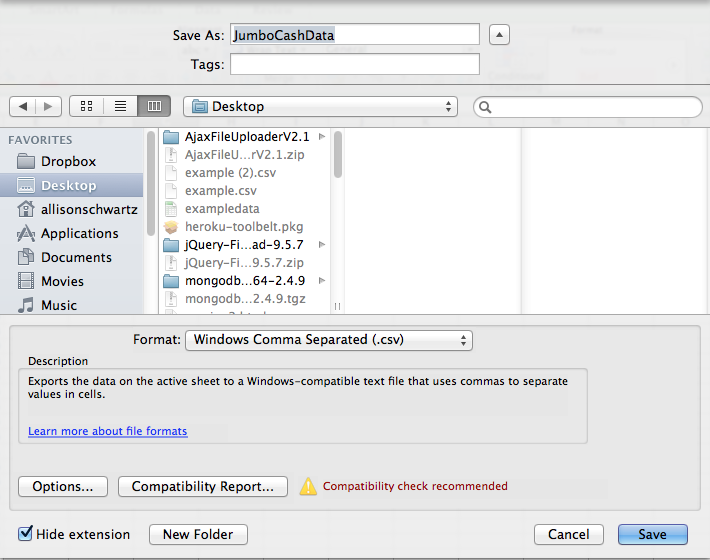 Save As: JumboCashData
Tags:
Desktop
FAVORITES
Dropbox
Desktop
allisonschwartz
Applications
Documents
Movies
Music
AjaxFileUploaderV2.1
AjaxFileU...rV2.1.zip
example (2).csv
example.csv
exampledata
heroku-toolbelt.pkg
jQuery-Fi...ad-9.5.7
jQuery-Fi...9.5.7.zip
mongodb...64-2.4.9
mongodb...2.4.9.tgz
Format: Windows Comma Separated (.csv)
Description
Exports the data on the active sheet to a Windows-compatible text file that uses commas to separate
values in cells.
Learn more about file formats
Options... Compatibility Report... Compatibility check recommended
Hide extension New Folder Cancel Save